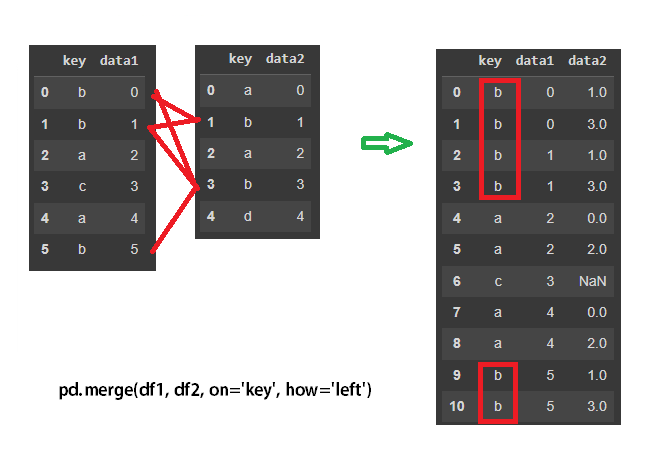 key data1
0 b 0
1 b 1
2 a 2
3 c 3
4 a 4
5 b 5
key data2
0 a 0
1 b 1
2 a 2
3 b 3
4 d 4
key data1 data2
0 b 0 1.0
1 b 0 3.0
2 b 1 1.0
3 b 1 3.0
4 a 2 0.0
5 a 2 2.0
6 c 3 NaN
7 a 4 0.0
8 a 4 2.0
9 b 5 1.0
10 b 5 3.0
pd.merge(df1, df2, on='key', how='left')